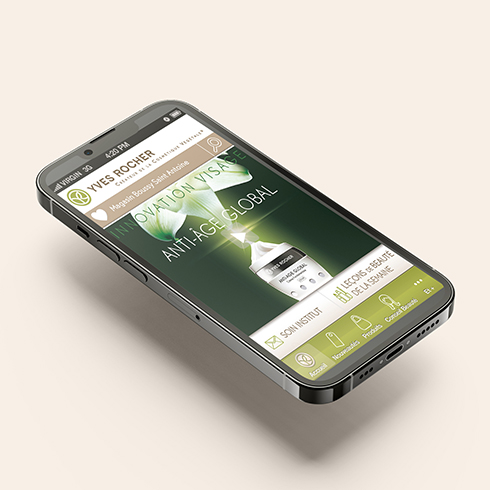 VIRGIN 3G
4:20 PM
YVES ROCHER
CRÉATEUR DE LA COSMÉTIQUE VÉGÉTALE®
Magasin Boussy Saint Antoine
INNOVATION VISAGE
ANTI-ÂGE GLOBAL
YVES ROCHER
ANTI-AGE GLOBAL
SOIN INSTITUT
LEÇONS DE BEAUTÉ
DE LA SEMAINE
Accueil
Nouveautés
Produits
Conseil Beauté
Et +